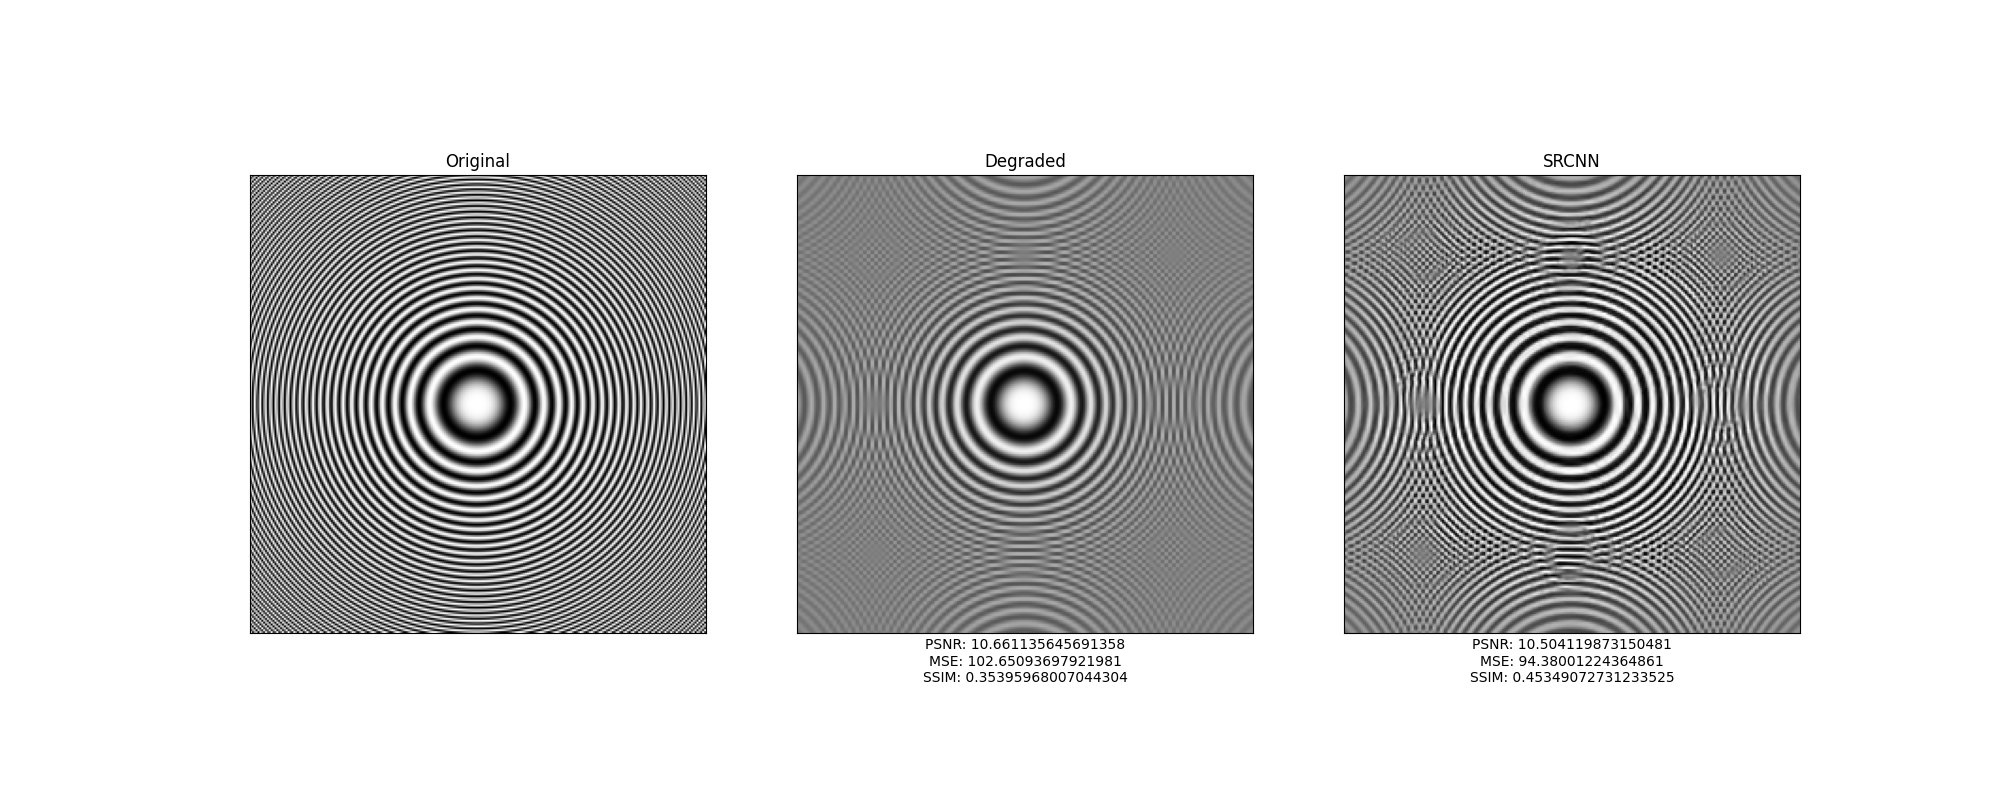 Original
Degraded
SRCNN
PSNR: 10.661135645691358
MSE: 102.65093697921981
SSIM: 0.35395968007044304
PSNR: 10.504119873150481
MSE: 94.38001224364861
SSIM: 0.45349072731233525